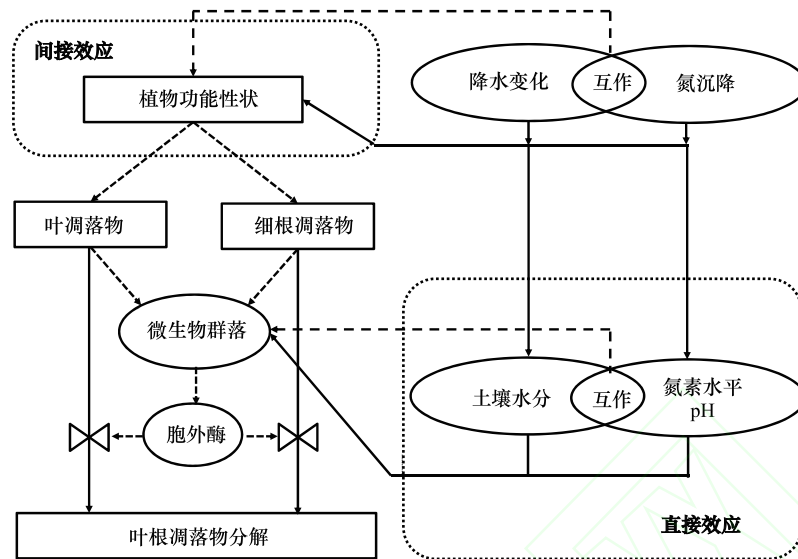 间接效应
植物功能性状
降水变化
互作
氮沉降
叶凋落物
细根凋落物
微生物群落
土壤水分
互作
氮素水平
pH
胞外酶
叶根凋落物分解
直接效应